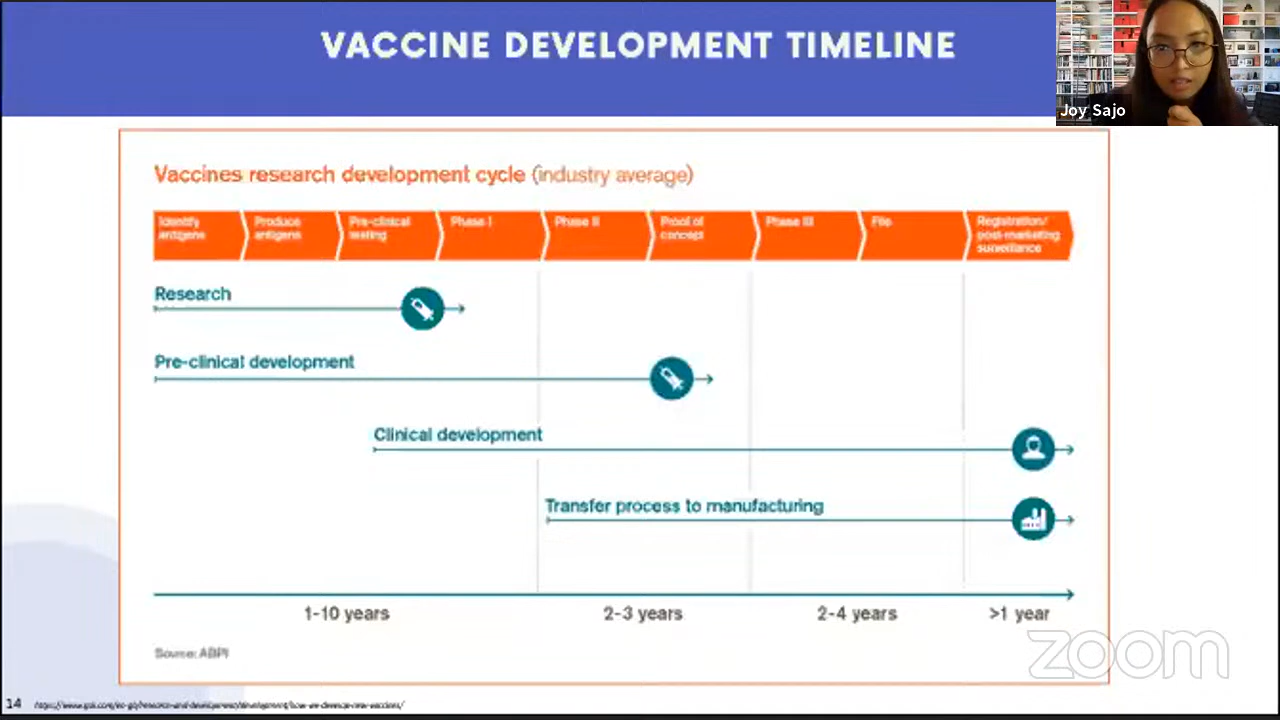 VACCINE DEVELOPMENT TIMELINE
Joy Sajo
Vaccines research development cycle (industry average)
Identify
antigens
Produce
antigens
Pre-clinical
testing
Phase I
Phase II
Proof of
concept
Phase III
File
Registration/
post-marketing
surveillance
Research
Pre-clinical development
Clinical development
Transfer process to manufacturing
1-10 years
2-3 years
2-4 years
>1 year
Source: ABPI
zoom
14